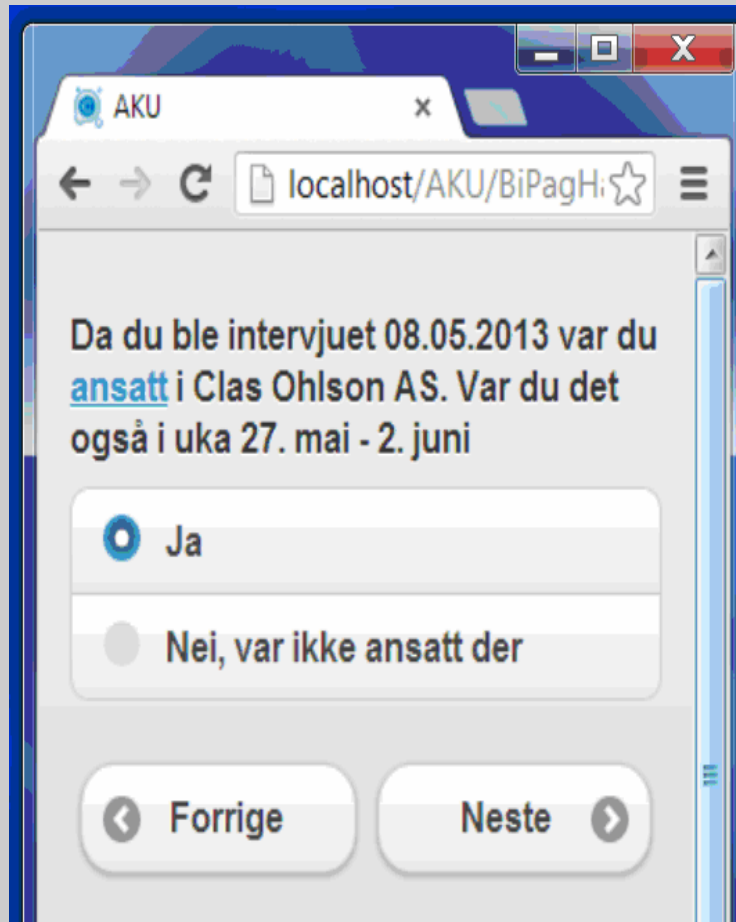 AKU
localhost/AKU/BiPagH
Da du ble intervjuet 08.05.2013 var du
ansatt i Clas Ohlson AS. Var du det
også i uka 27. mai - 2. juni
Ja
Nei, var ikke ansatt der
Forrige
Neste